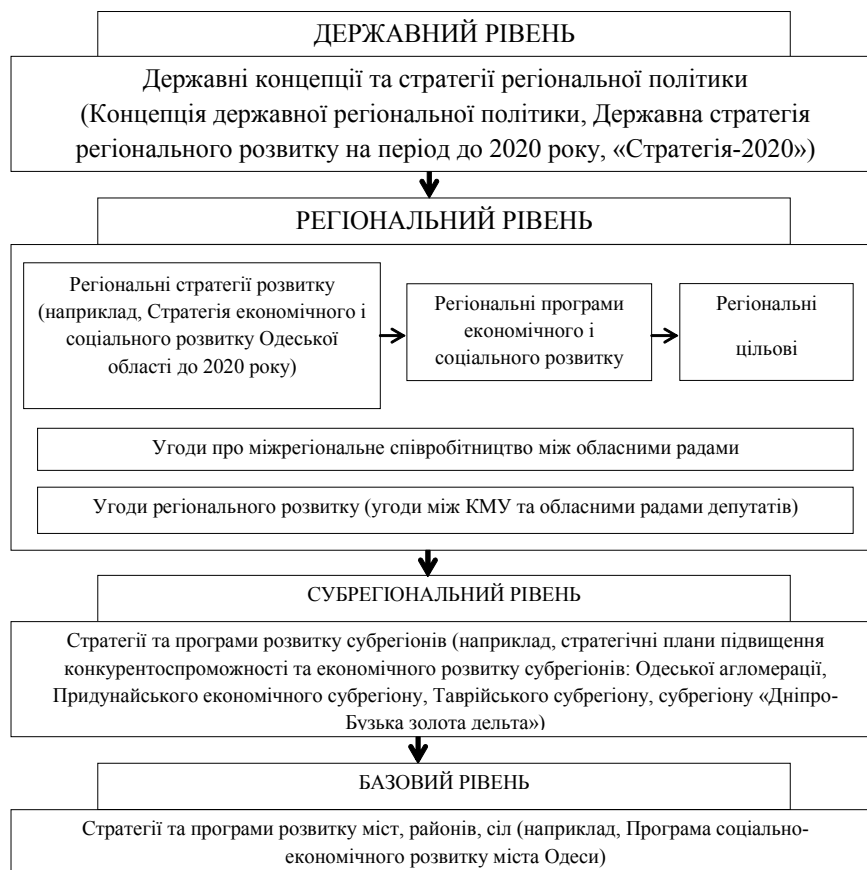 ДЕРЖАВНИЙ РІВЕНЬ
Державні концепції та стратегії регіональної політики
(Концепція державної регіональної політики, Державна стратегія
регіонального розвитку на період до 2020 року, «Стратегія-2020»)
РЕГІОНАЛЬНИЙ РІВЕНЬ
Регіональні стратегії розвитку
(наприклад, Стратегія економічного і
соціального розвитку Одеської
області до 2020 року)
Регіональні програми
економічного і
соціального розвитку
Регіональні
цільові
Угоди про міжрегіональне співробітництво між обласними радами
Угоди регіонального розвитку (угоди між КМУ та обласними радами депутатів)
СУБРЕГІОНАЛЬНИЙ РІВЕНЬ
Стратегії та програми розвитку субрегіонів (наприклад, стратегічні плани підвищення
конкурентоспроможності та економічного розвитку субрегіонів: Одеської агломерації,
Придунайського економічного субрегіону, Таврійського субрегіону, субрегіону «Дніпро-
Бузька золота дельта»)
БАЗОВИЙ РІВЕНЬ
Стратегії та програми розвитку міст, районів, сіл (наприклад, Програма соціально-
економічного розвитку міста Одеси)